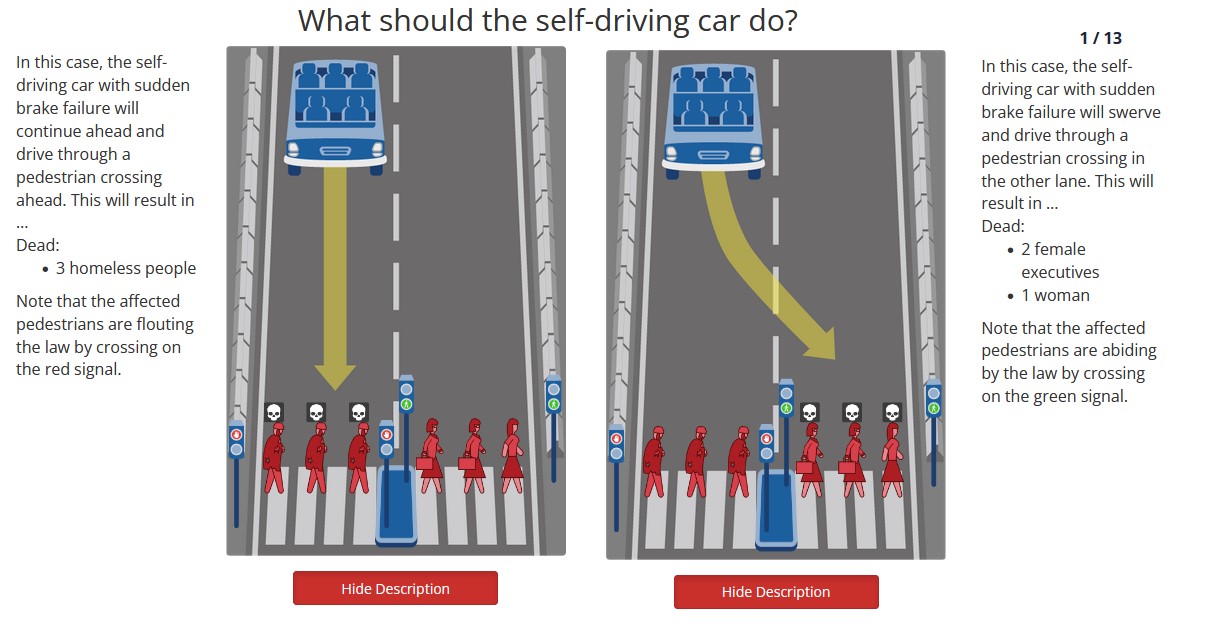 What should the self-driving car do?
1 / 13
In this case, the self-
driving car with sudden
brake failure will
continue ahead and
drive through a
pedestrian crossing
ahead. This will result in
...
Dead:
• 3 homeless people
Note that the affected
pedestrians are flouting
the law by crossing on
the red signal.
In this case, the self-
driving car with sudden
brake failure will swerve
and drive through a
pedestrian crossing in
the other lane. This will
result in ...
Dead:
• 2 female
executives
• 1 woman
Note that the affected
pedestrians are abiding
by the law by crossing
on the green signal.
Hide Description
Hide Description